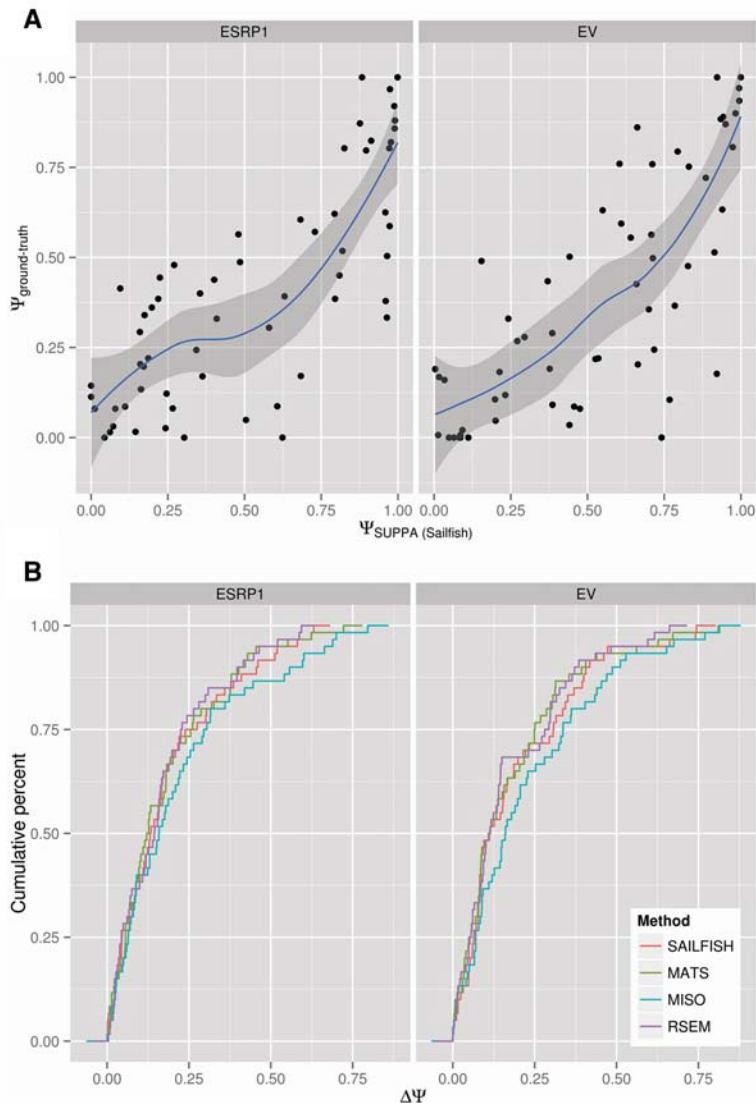 A
ESRP1 EV
1.00
0.75
0.50
0.25
0.00
Ψground-truth
0.00 0.25 0.50 0.75 1.00 0.00 0.25 0.50 0.75 1.00
ΨSUPPA (Sailfish)
B
ESRP1 EV
1.00
0.75
0.50
0.25
0.00
Cumulative percent
Method
SAILFISH
MATS
MISO
RSEM
0.00 0.25 0.50 0.75 0.00 0.25 0.50 0.75
ΔΨ